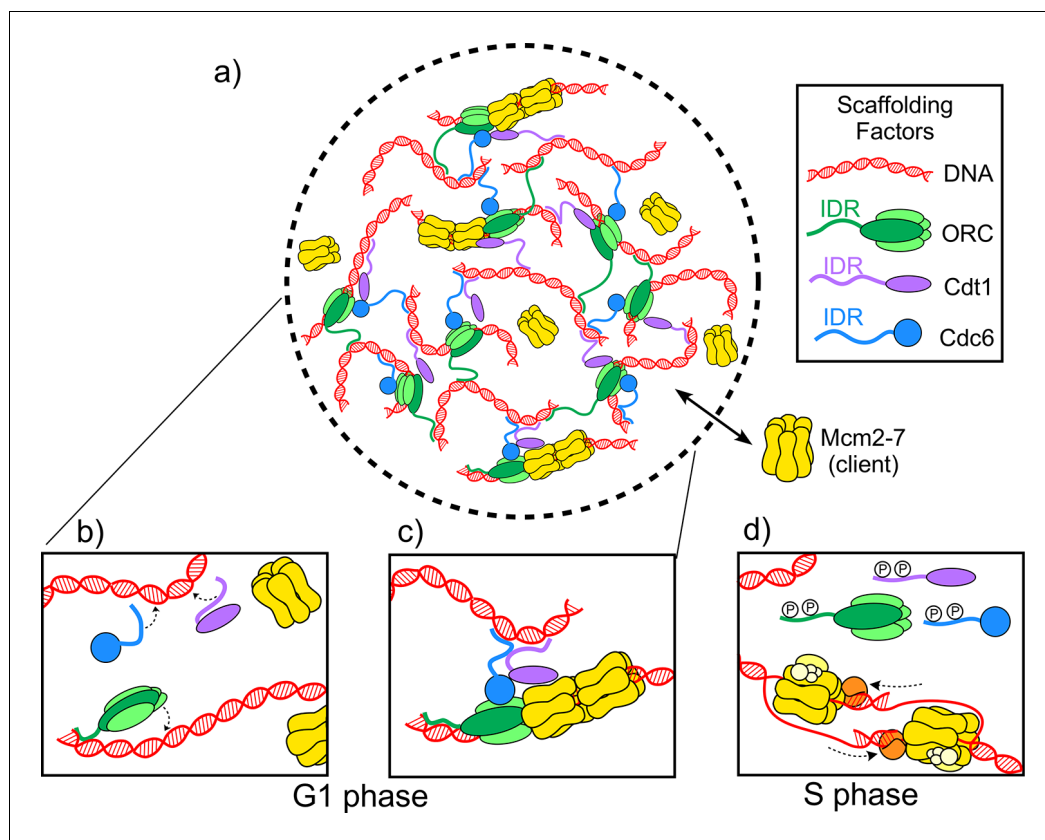 a)
Scaffolding
Factors
DNA
IDR
ORC
IDR
Cdt1
IDR
Cdc6
Mcm2-7
(client)
b)
c)
d)
P P
P P
P P
G1 phase
S phase